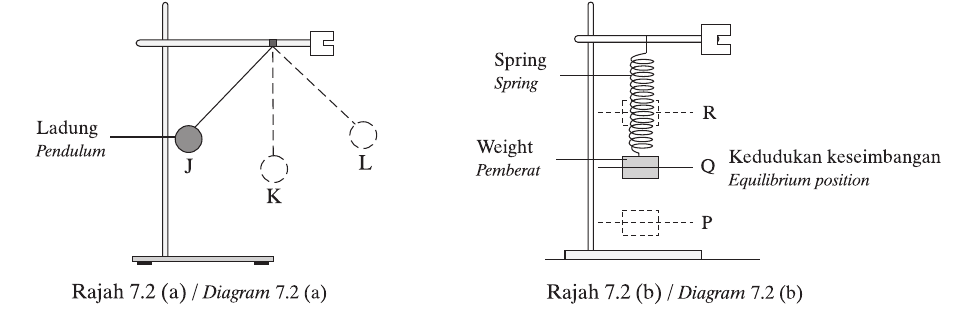 Ladung
Pendulum
J
K
L
Rajah 7.2 (a) / Diagram 7.2 (a)
Spring
Spring
Weight
Pemberat
R
Q
Kedudukan keseimbangan
Equilibrium position
P
Rajah 7.2 (b) / Diagram 7.2 (b)